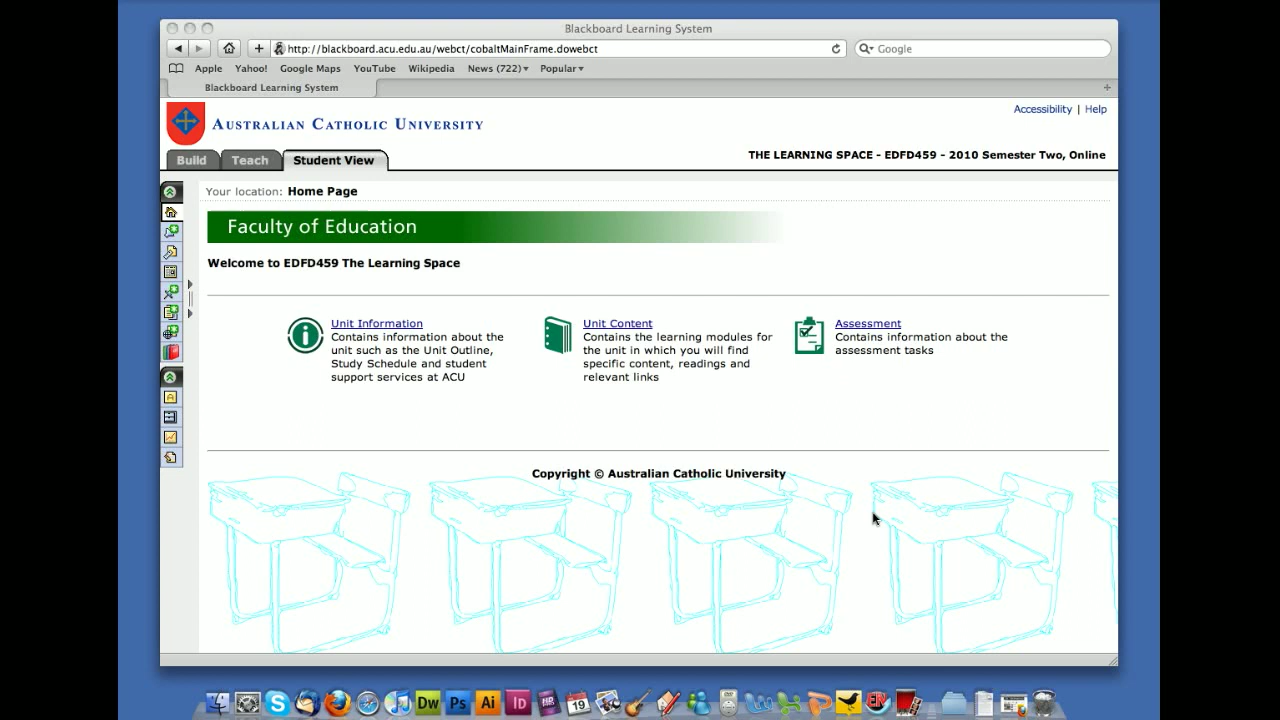 Blackboard Learning System
http://blackboard.acu.edu.au/webct/cobaltMainFrame.dowebct
Google
Apple Yahoo! Google Maps YouTube Wikipedia News (722) Popular
Blackboard Learning System
AUSTRALIAN CATHOLIC UNIVERSITY
Accessibility | Help
Build Teach Student View
THE LEARNING SPACE - EDFD459 - 2010 Semester Two, Online
Your location: Home Page
Faculty of Education
Welcome to EDFD459 The Learning Space
Unit Information
Contains information about the
unit such as the Unit Outline,
Study Schedule and student
support services at ACU
Unit Content
Contains the learning modules for
the unit in which you will find
specific content, readings and
relevant links
Assessment
Contains information about the
assessment tasks
Copyright © Australian Catholic University
Dw Ps Ai Id 19